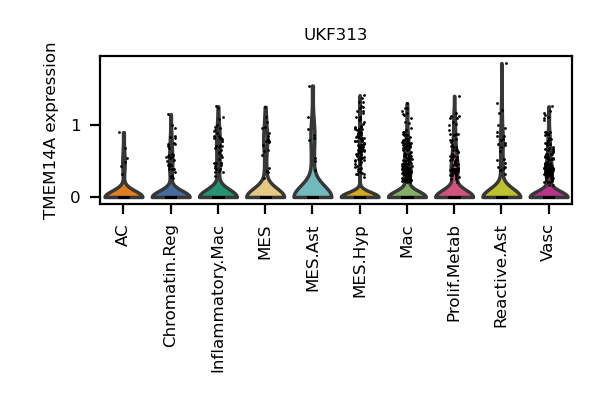 UKF313
TMEM14A expression
1
0
AC
Chromatin.Reg
Inflammatory.Mac
MES
MES.Ast
MES.Hyp
Mac
Prolif.Metab
Reactive.Ast
Vasc